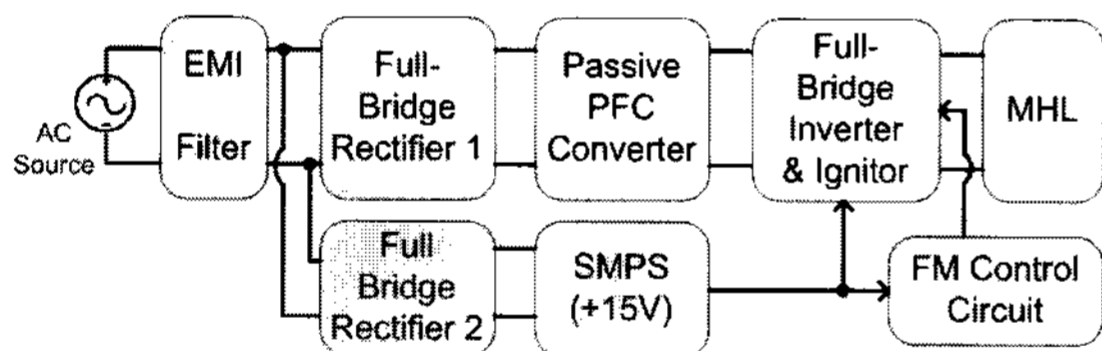 AC
Source
EMI
Filter
Full-
Bridge
Rectifier 1
Passive
PFC
Converter
Full-
Bridge
Inverter
& Ignitor
MHL
Full
Bridge
Rectifier 2
SMPS
(+15V)
FM Control
Circuit